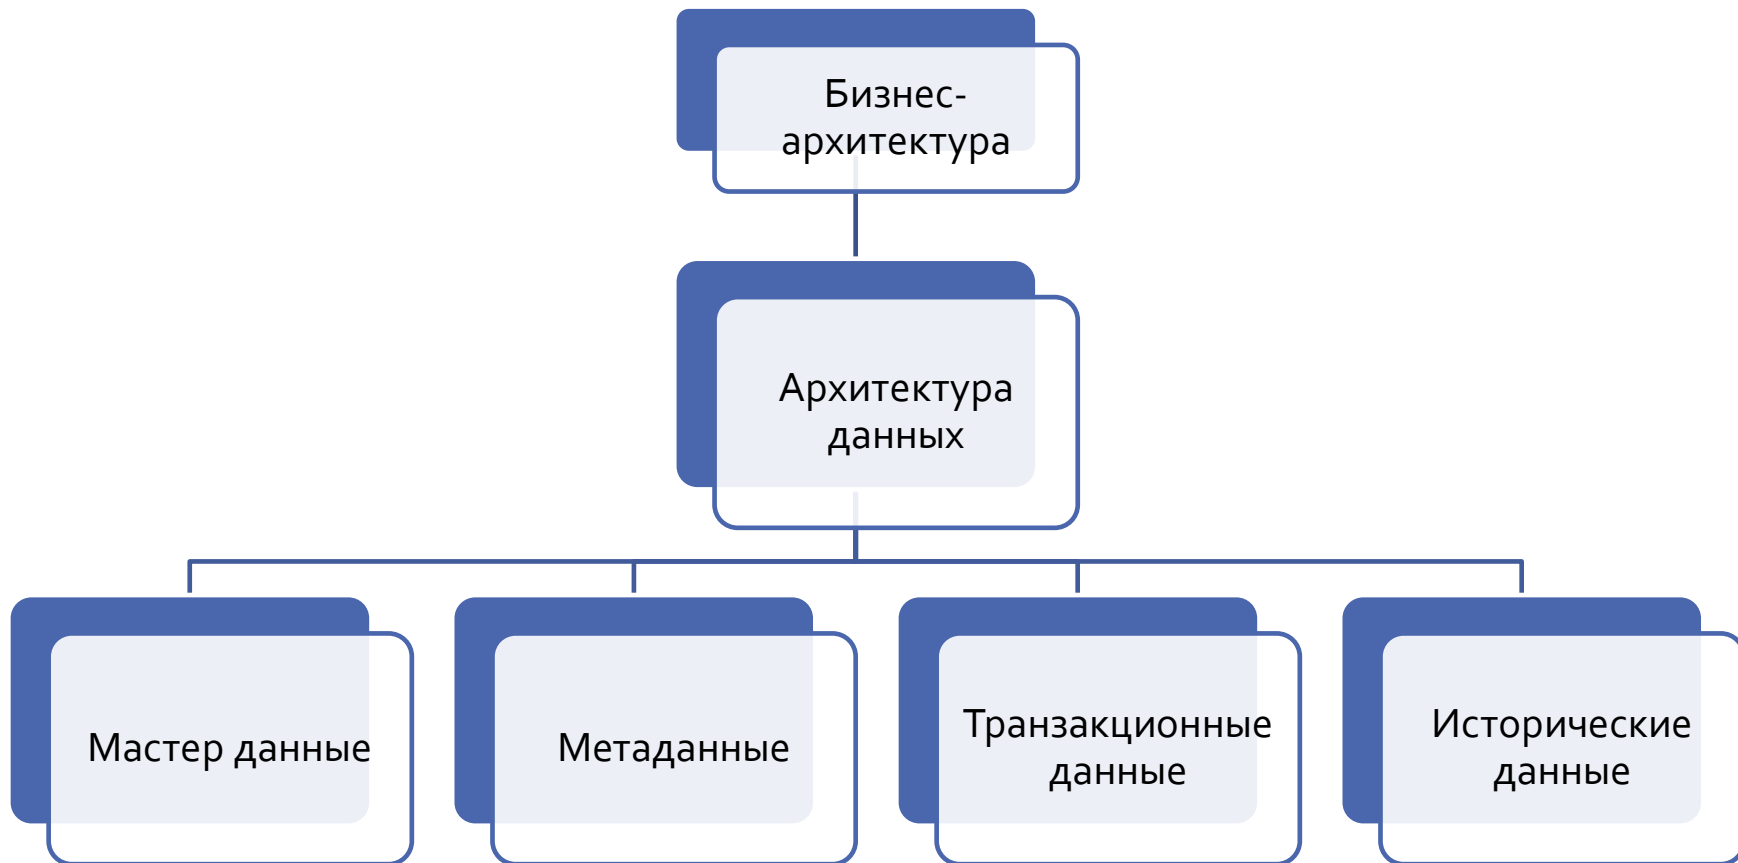 Бизнес-
архитектура
Архитектура
данных
Мастер данные
Метаданные
Транзакционные
данные
Исторические
данные